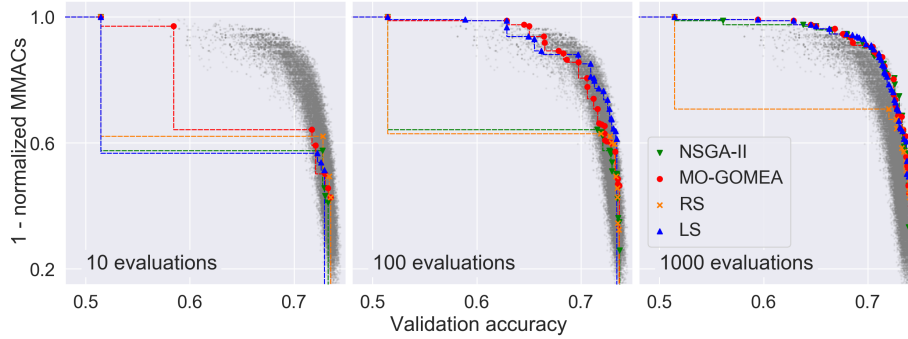 1 - normalized MMACs
1.0
0.6
0.2
10 evaluations
0.5 0.6 0.7
100 evaluations
0.5 0.6 0.7
NSGA-II
MO-GOMEA
RS
LS
1000 evaluations
0.5 0.6 0.7
Validation accuracy